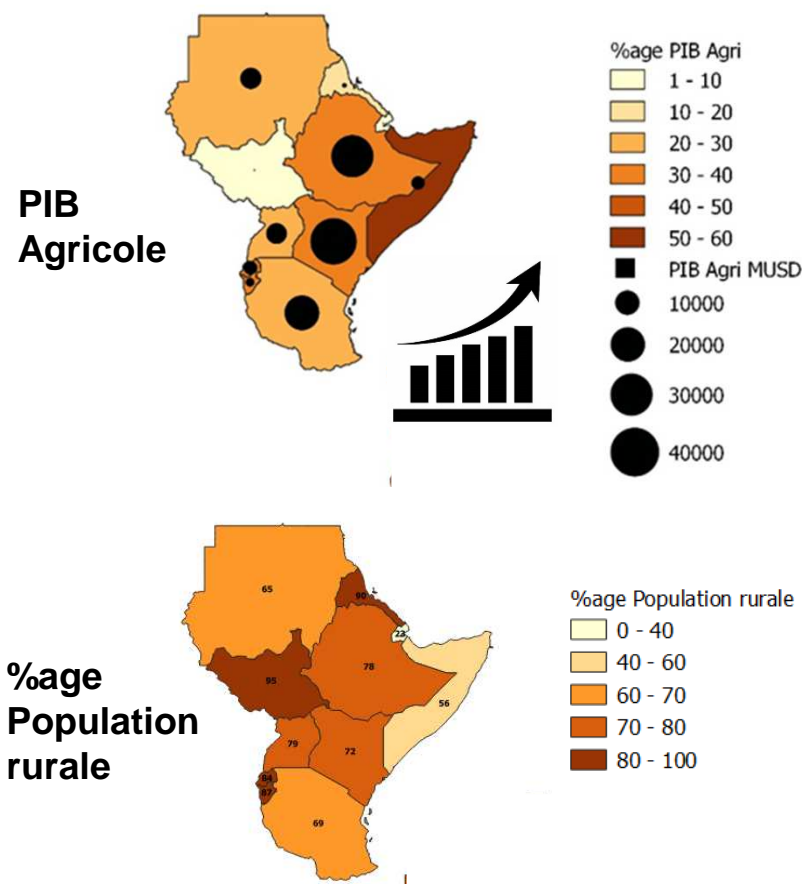 PIB
Agricole
%age PIB Agri
1 - 10
10 - 20
20 - 30
30 - 40
40 - 50
50 - 60
PIB Agri MUSD
10000
20000
30000
40000
%age
Population
rurale
65
90
23
95
78
56
79
72
84
87
69
%age Population rurale
0 - 40
40 - 60
60 - 70
70 - 80
80 - 100